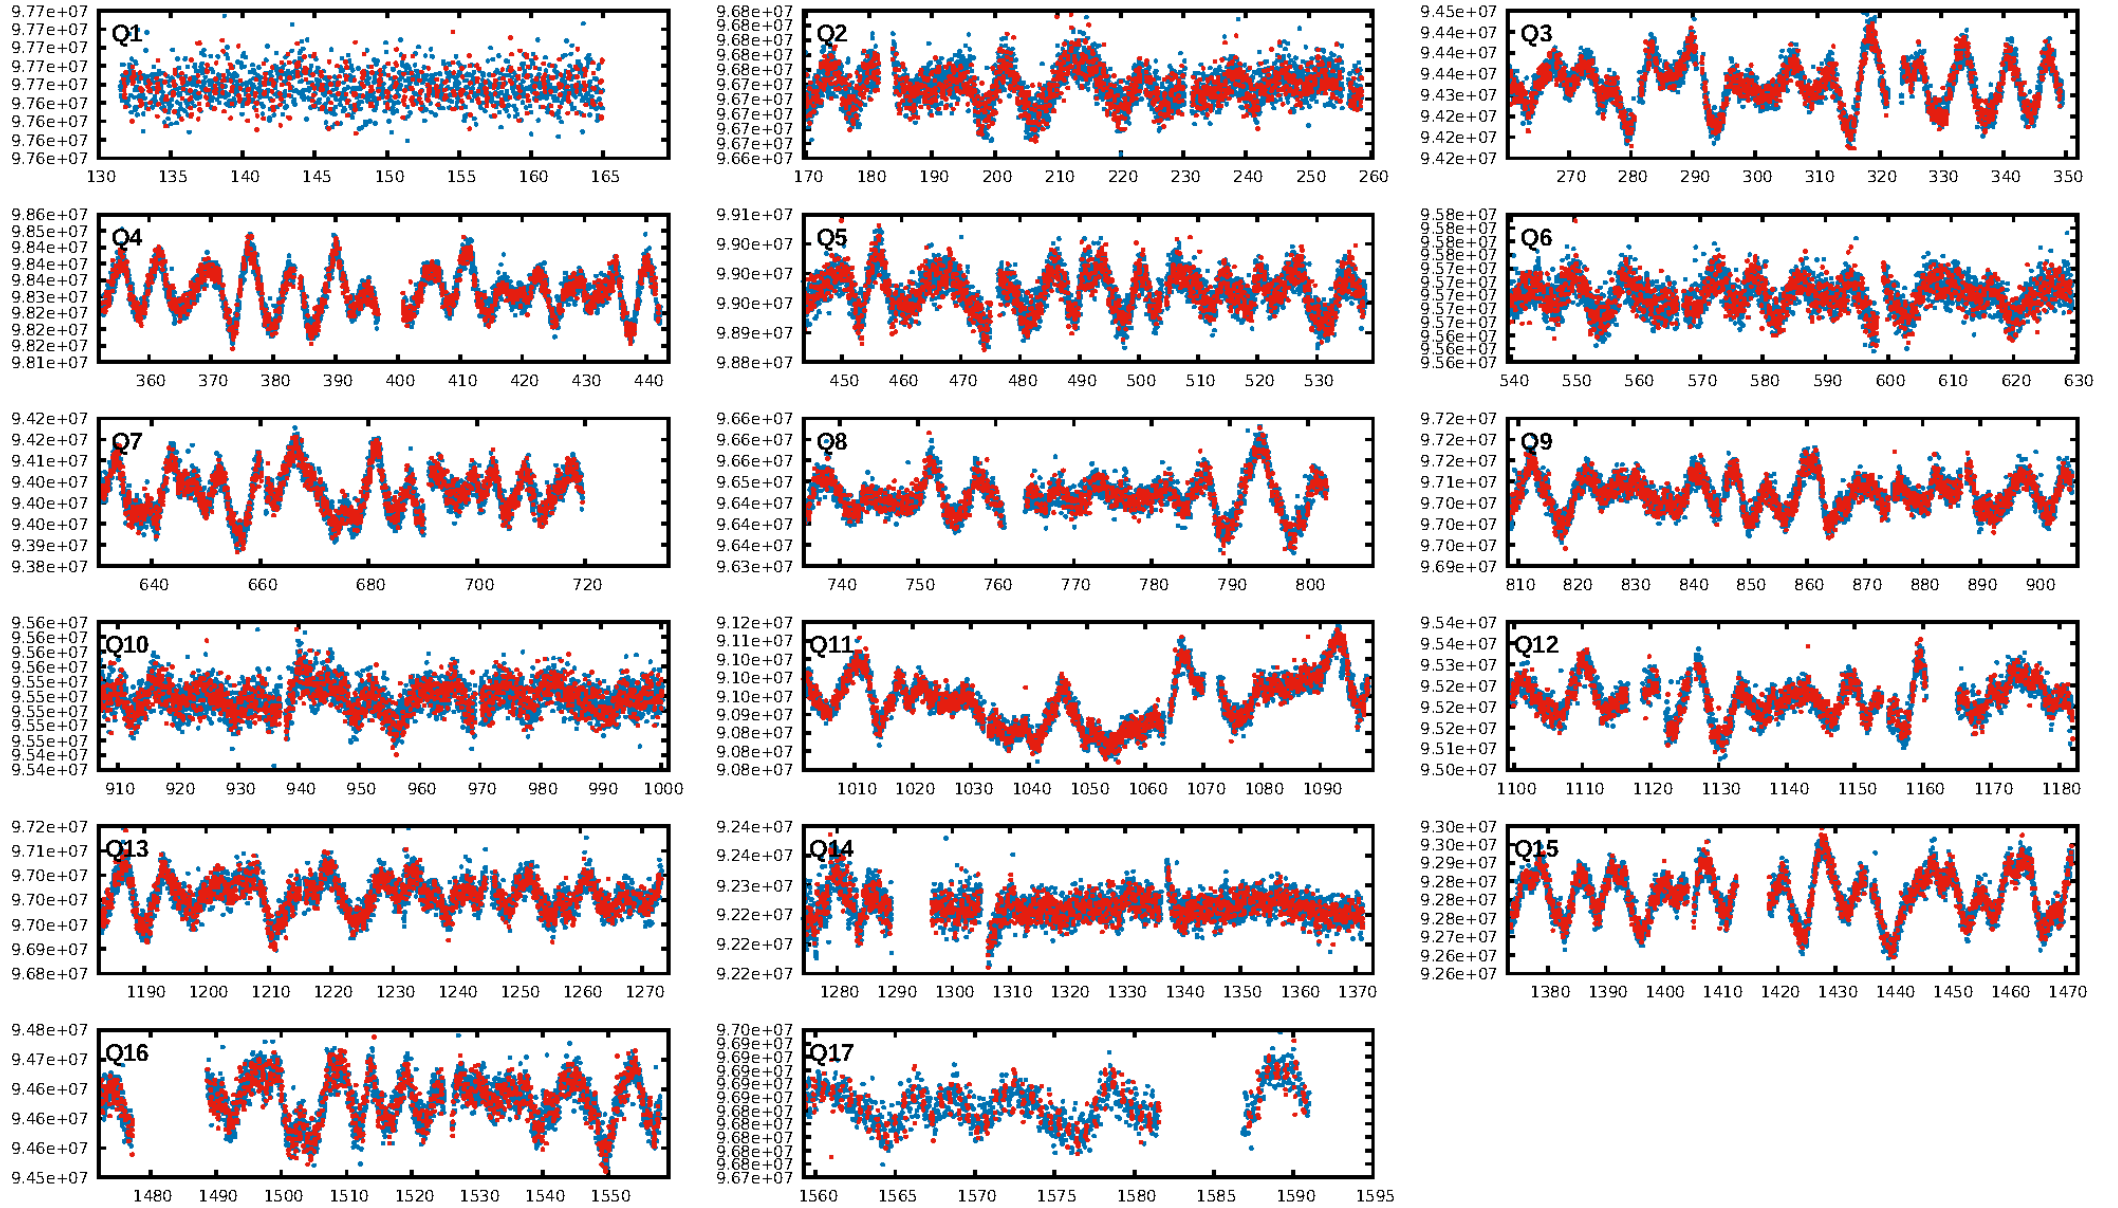 9.77e+07
9.77e+07
9.77e+07
9.77e+07
9.77e+07
9.76e+07
9.76e+07
9.76e+07
9.76e+07
Q1
130 135 140 145 150 155 160 165
9.68e+07
9.68e+07
9.68e+07
9.68e+07
9.68e+07
9.67e+07
9.67e+07
9.67e+07
9.67e+07
9.67e+07
9.66e+07
Q2
170 180 190 200 210 220 230 240 250 260
9.45e+07
9.44e+07
9.44e+07
9.44e+07
9.43e+07
9.42e+07
9.42e+07
9.42e+07
Q3
270 280 290 300 310 320 330 340 350
9.86e+07
9.85e+07
9.84e+07
9.84e+07
9.84e+07
9.83e+07
9.82e+07
9.82e+07
9.82e+07
9.81e+07
Q4
360 370 380 390 400 410 420 430 440
9.91e+07
9.90e+07
9.90e+07
9.90e+07
9.89e+07
9.88e+07
Q5
450 460 470 480 490 500 510 520 530
9.58e+07
9.58e+07
9.58e+07
9.57e+07
9.57e+07
9.57e+07
9.57e+07
9.57e+07
9.57e+07
9.56e+07
9.56e+07
9.56e+07
Q6
540 550 560 570 580 590 600 610 620 630
9.42e+07
9.42e+07
9.41e+07
9.40e+07
9.40e+07
9.40e+07
9.39e+07
9.38e+07
Q7
640 660 680 700 720
9.66e+07
9.66e+07
9.66e+07
9.65e+07
9.64e+07
9.64e+07
9.64e+07
9.63e+07
Q8
740 750 760 770 780 790 800
9.72e+07
9.72e+07
9.72e+07
9.71e+07
9.70e+07
9.70e+07
9.70e+07
9.69e+07
Q9
810 820 830 840 850 860 870 880 890 900
9.56e+07
9.56e+07
9.56e+07
9.56e+07
9.55e+07
9.55e+07
9.55e+07
9.55e+07
9.55e+07
9.54e+07
9.54e+07
Q10
910 920 930 940 950 960 970 980 990 1000
9.12e+07
9.11e+07
9.10e+07
9.10e+07
9.10e+07
9.09e+07
9.08e+07
9.08e+07
9.08e+07
Q11
1010 1020 1030 1040 1050 1060 1070 1080 1090
9.54e+07
9.54e+07
9.53e+07
9.52e+07
9.52e+07
9.52e+07
9.51e+07
9.50e+07
Q12
1100 1110 1120 1130 1140 1150 1160 1170 1180
9.72e+07
9.71e+07
9.70e+07
9.70e+07
9.70e+07
9.69e+07
9.68e+07
Q13
1190 1200 1210 1220 1230 1240 1250 1260 1270
9.24e+07
9.24e+07
9.23e+07
9.22e+07
9.22e+07
9.22e+07
Q14
1280 1290 1300 1310 1320 1330 1340 1350 1360 1370
9.30e+07
9.30e+07
9.29e+07
9.28e+07
9.28e+07
9.28e+07
9.27e+07
9.26e+07
9.26e+07
Q15
1380 1390 1400 1410 1420 1430 1440 1450 1460 1470
9.48e+07
9.47e+07
9.46e+07
9.46e+07
9.46e+07
9.45e+07
Q16
1480 1490 1500 1510 1520 1530 1540 1550
9.70e+07
9.69e+07
9.69e+07
9.69e+07
9.69e+07
9.68e+07
9.68e+07
9.68e+07
9.68e+07
9.68e+07
9.68e+07
9.67e+07
Q17
1560 1565 1570 1575 1580 1585 1590 1595